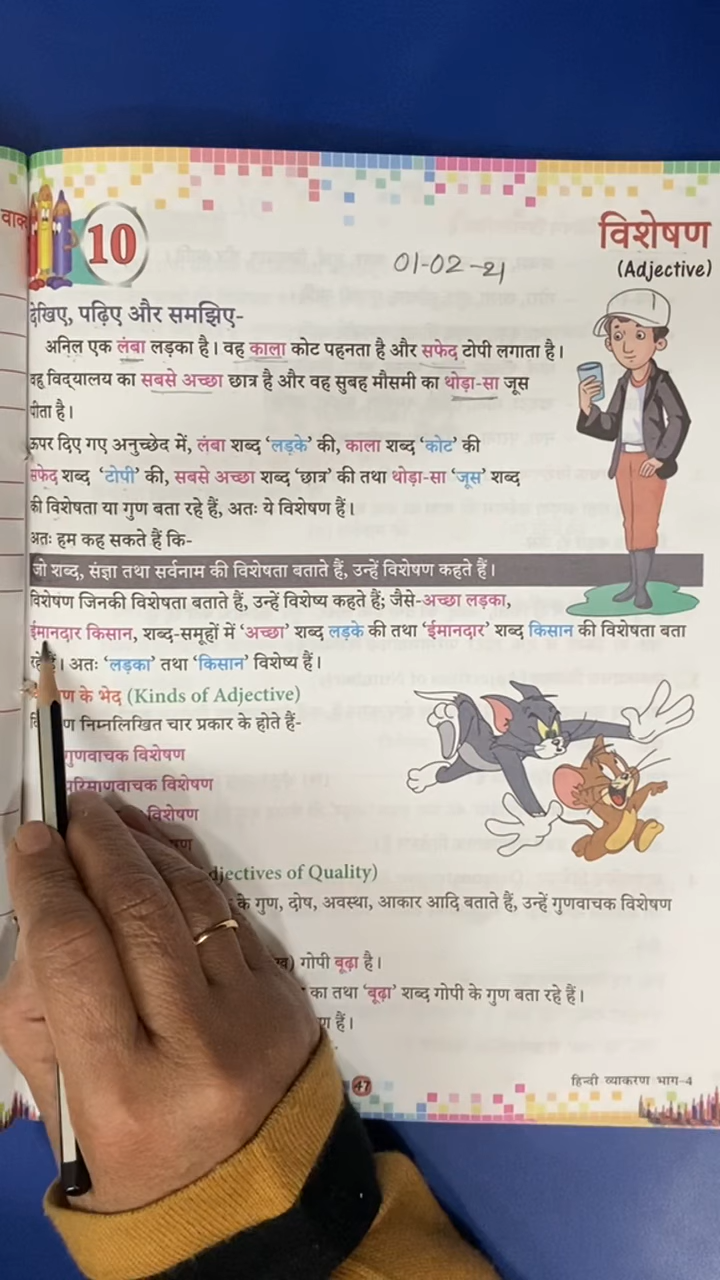 वाक्
10
विशेषण
(Adjective)
01-02-21
देखिए, पढ़िए और समझिए-
अनिल एक लंबा लड़का है। वह काला कोट पहनता है और सफेद टोपी लगाता है।
वह विद्यालय का सबसे अच्छा छात्र है और वह सुबह मौसमी का थोड़ा-सा जूस
पीता है।
ऊपर दिए गए अनुच्छेद में, लंबा शब्द ‘लड़के’ की, काला शब्द ‘कोट’ की
सफेद शब्द ‘टोपी’ की, सबसे अच्छा शब्द ‘छात्र’ की तथा थोड़ा-सा ‘जूस’ शब्द
की विशेषता या गुण बता रहे हैं, अतः ये विशेषण हैं।
अतः हम कह सकते हैं कि-
जो शब्द, संज्ञा तथा सर्वनाम की विशेषता बताते हैं, उन्हें विशेषण कहते हैं।
विशेषण जिनकी विशेषता बताते हैं, उन्हें विशेष्य कहते हैं; जैसे-अच्छा लड़का,
ईमानदार किसान, शब्द-समूहों में ‘अच्छा’ शब्द लड़के की तथा ‘ईमानदार’ शब्द किसान की विशेषता बता
अतः ‘लड़का’ तथा ‘किसान’ विशेष्य हैं।
के भेद (Kinds of Adjective)
निम्नलिखित चार प्रकार के होते हैं-
गुणवाचक विशेषण
परिमाणवाचक विशेषण
विशेषण
of Quality)
के गुण, दोष, अवस्था, आकार आदि बताते हैं, उन्हें गुणवाचक विशेषण
गोपी बूढ़ा है।
का तथा ‘बूढ़ा’ शब्द गोपी के गुण बता रहे हैं।
हैं।
47
हिन्दी व्याकरण भाग-4